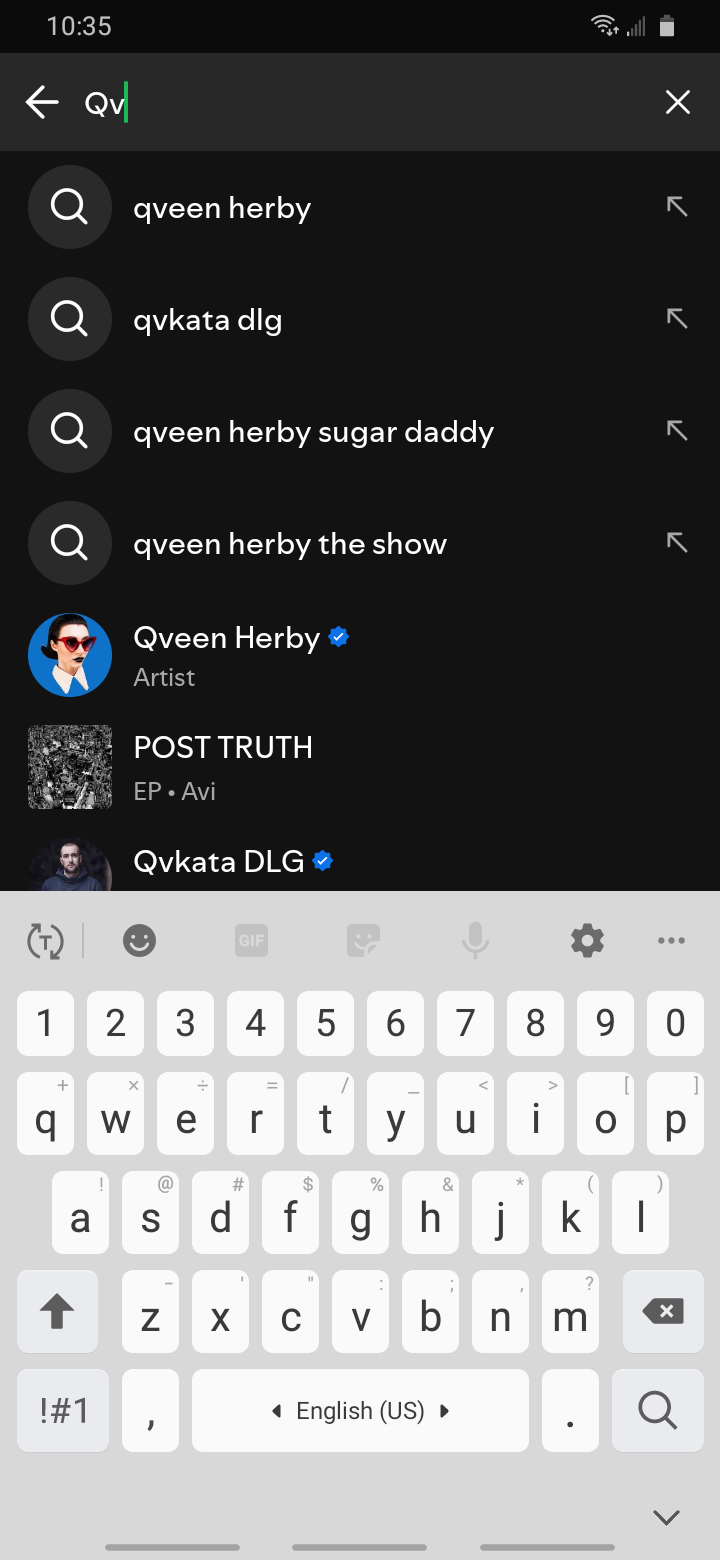 10:35
Qv
qveen herby
qvkata dlg
qveen herby sugar daddy
qveen herby the show
Qveen Herby
Artist
POST TRUTH
EP • Avi
Qvkata DLG
T GIF
1 2 3 4 5 6 7 8 9 0
+ × ÷ = / _ < > [ ]
q w e r t y u i o p
! @ # $ % & * ( )
a s d f g h j k l
- ' " : ; , ?
z x c v b n m
!#1 , English (US) .